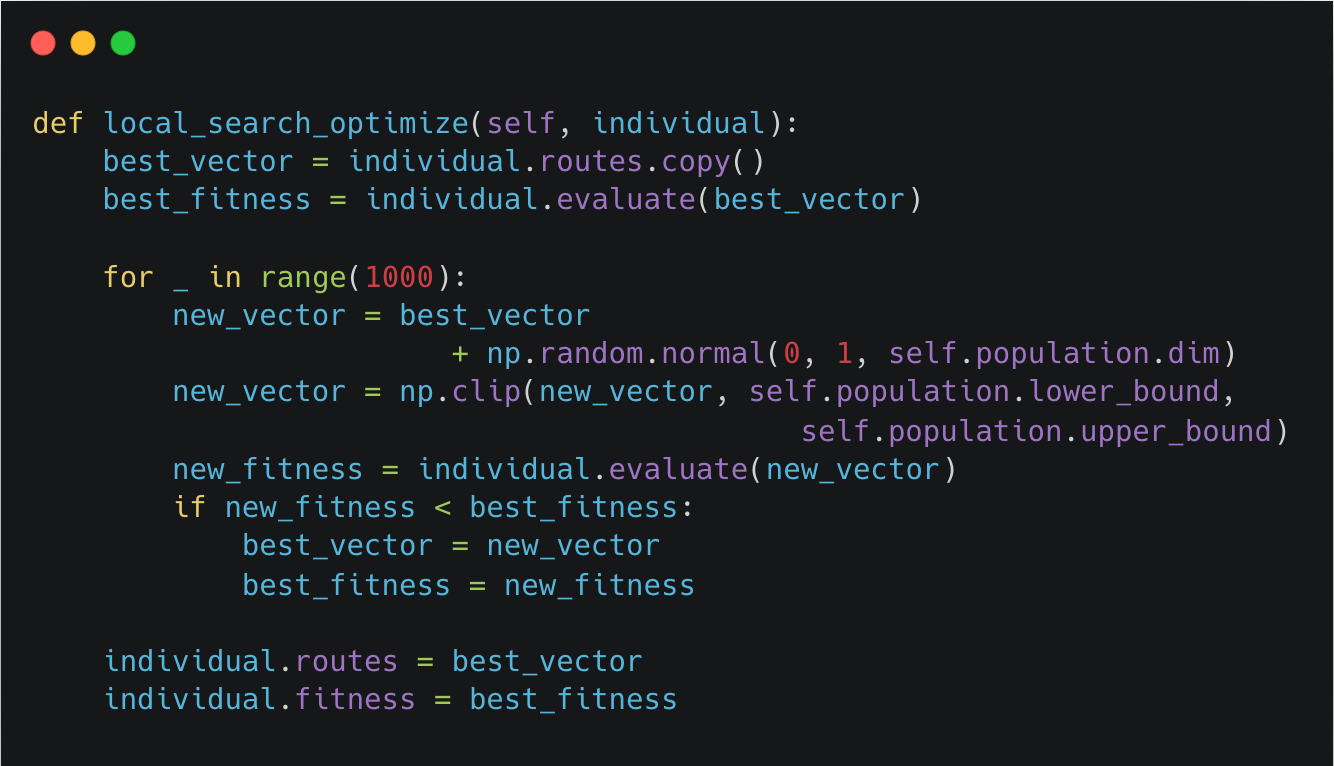 def local_search_optimize(self, individual):
    best_vector = individual.routes.copy()
    best_fitness = individual.evaluate(best_vector)

    for _ in range(1000):
        new_vector = best_vector
                        + np.random.normal(0, 1, self.population.dim)
        new_vector = np.clip(new_vector, self.population.lower_bound,
                                            self.population.upper_bound)
        new_fitness = individual.evaluate(new_vector)
        if new_fitness < best_fitness:
            best_vector = new_vector
            best_fitness = new_fitness

    individual.routes = best_vector
    individual.fitness = best_fitness